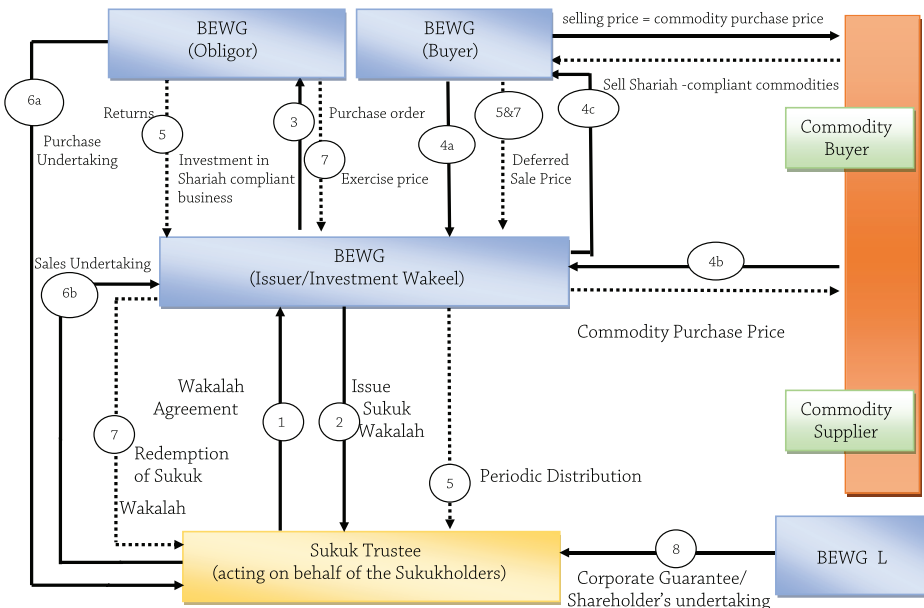 BEWG
(Obligor)
BEWG
(Buyer)
selling price = commodity purchase price
Sell Shariah -compliant commodities
6a
Purchase
Undertaking
Returns
5
Investment in
Shariah compliant
business
3
Purchase order
7
Exercise price
4a
5&7
Deferred
Sale Price
4c
Commodity
Buyer
BEWG
(Issuer/Investment Wakeel)
Sales Undertaking
6b
4b
Commodity Purchase Price
Wakalah
Agreement
1
Issue
Sukuk
Wakalah
2
7
Redemption
of Sukuk
Wakalah
5
Periodic Distribution
Commodity
Supplier
Sukuk Trustee
(acting on behalf of the Sukukholders)
8
Corporate Guarantee/
Shareholder's undertaking
BEWG L